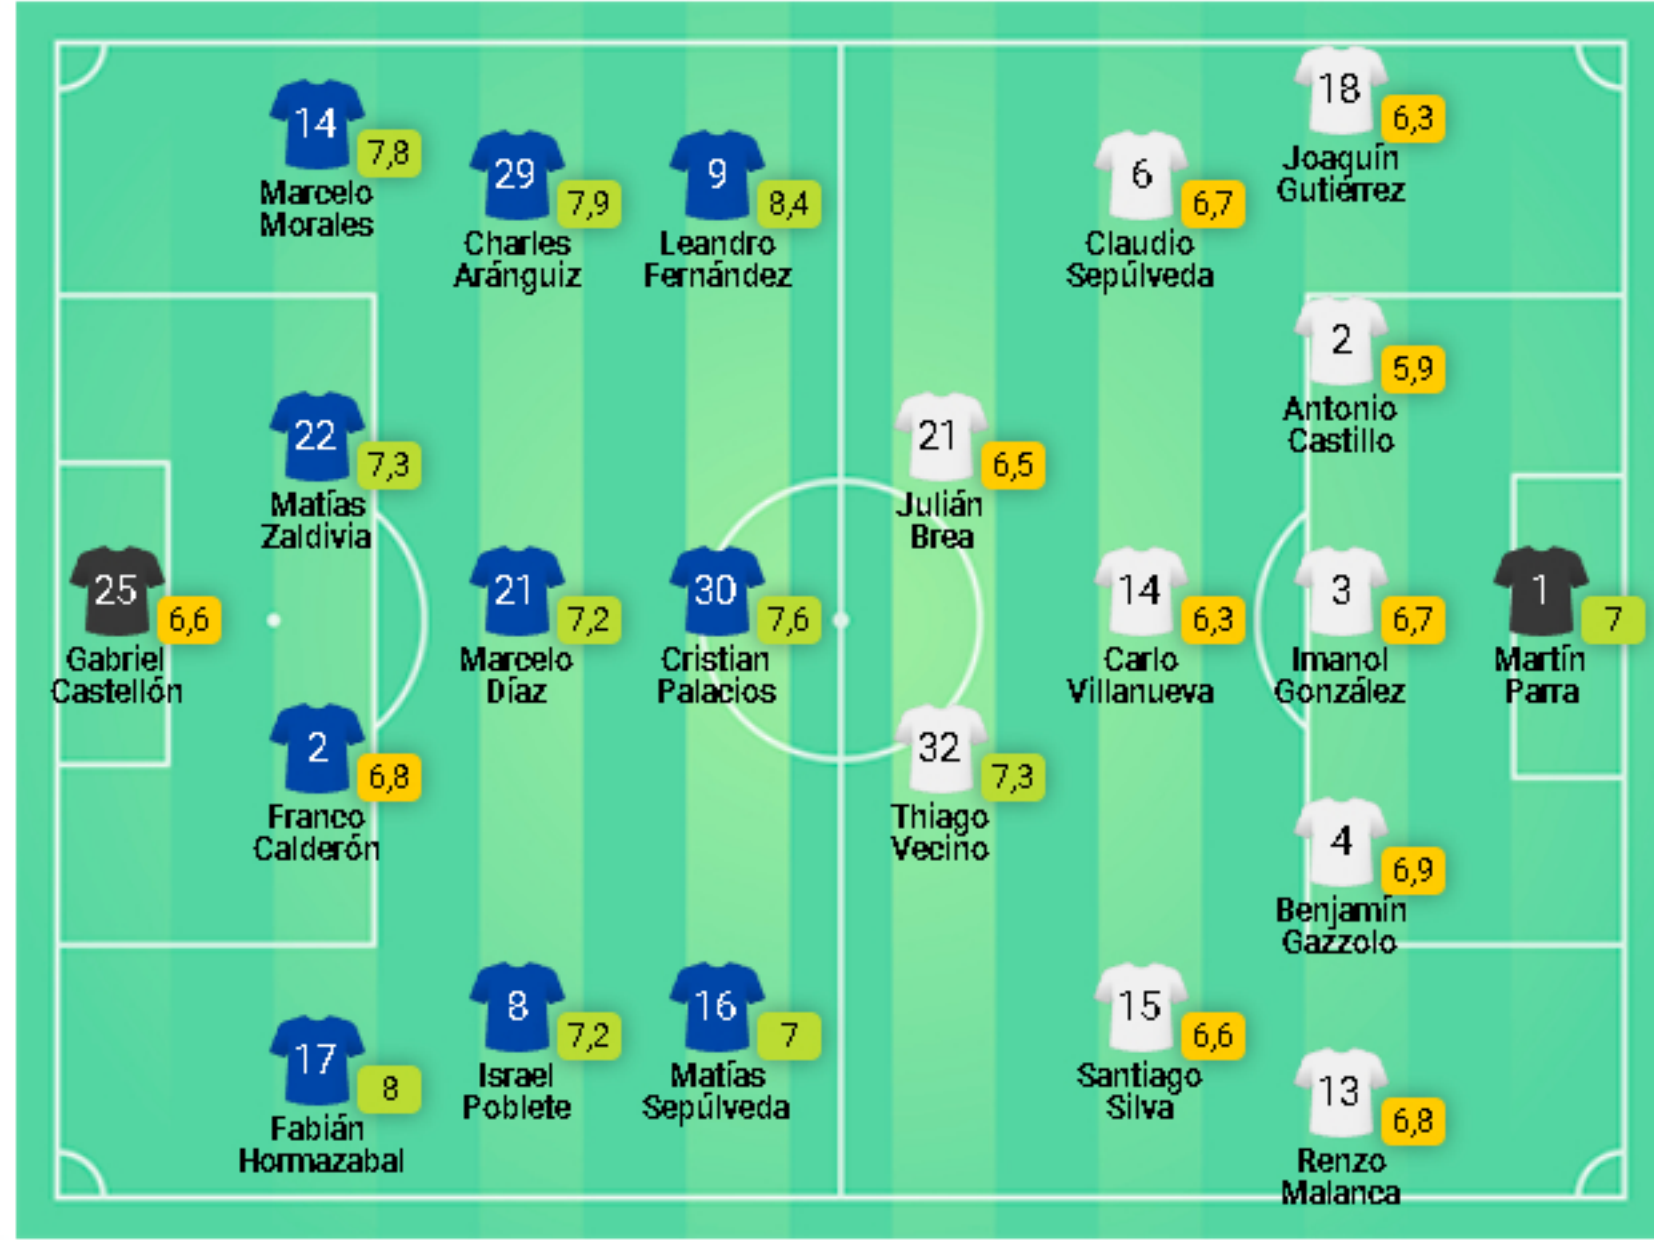 14
7,8
Marcelo
Morales
29
7,9
Charles
Aránguiz
9
8,4
Leandro
Fernández
6
6,7
Claudio
Sepúlveda
18
6,3
Joaquín
Gutiérrez
22
7,3
Matías
Zaldivia
21
6,5
Julián
Brea
2
5,9
Antonio
Castillo
25
6,6
Gabriel
Castellón
21
7,2
Marcelo
Díaz
30
7,6
Cristian
Palacios
14
6,3
Carlo
Villanueva
3
6,7
Imanol
González
1
7
Martín
Parra
2
6,8
Franco
Calderón
32
7,3
Thiago
Vecino
4
6,9
Benjamín
Gazzolo
17
8
Fabián
Hormazabal
8
7,2
Israel
Poblete
16
7
Matías
Sepúlveda
15
6,6
Santiago
Silva
13
6,8
Renzo
Malanca